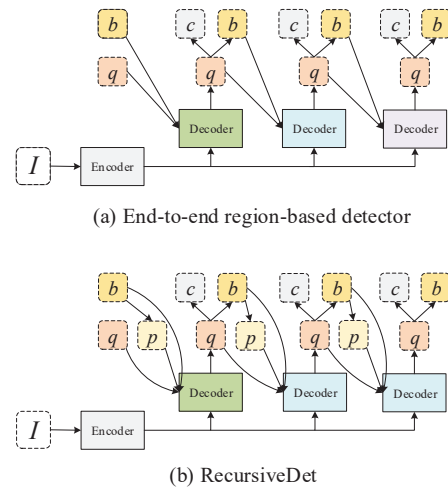 b c b c b c b
q q q q
Decoder Decoder Decoder
I Encoder
(a) End-to-end region-based detector
b c b c b c b
q p q p q p q
Decoder Decoder Decoder
I Encoder
(b) RecursiveDet